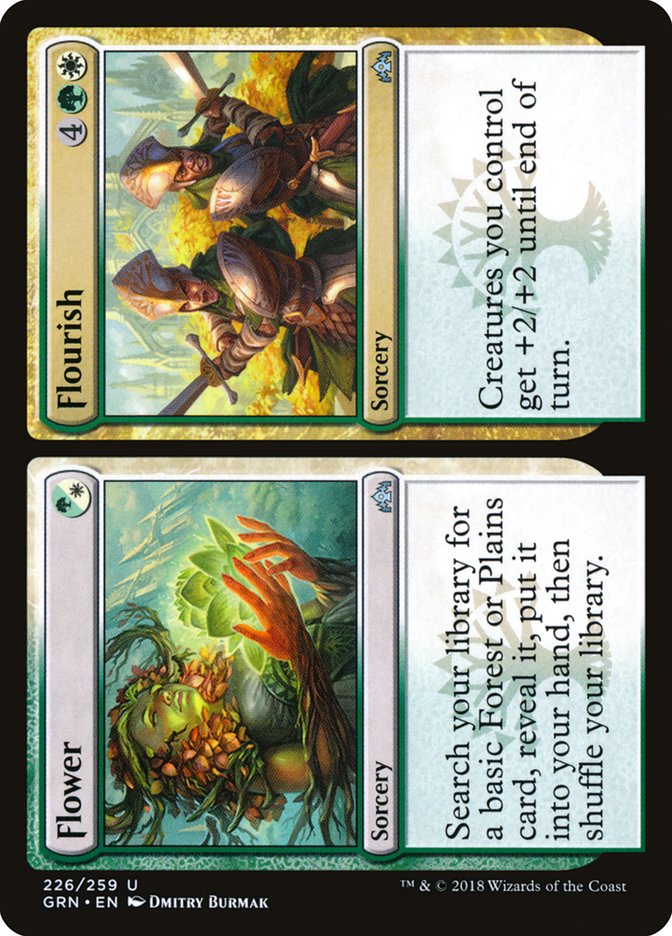 Flower
Sorcery
Search your library for
a basic Forest or Plains
card, reveal it, put it
into your hand, then
shuffle your library.
Flourish
4
Sorcery
Creatures you control
get +2/+2 until end of
turn.
226/259 U
GRN • EN Dmitry Burmak
™ & © 2018 Wizards of the Coast